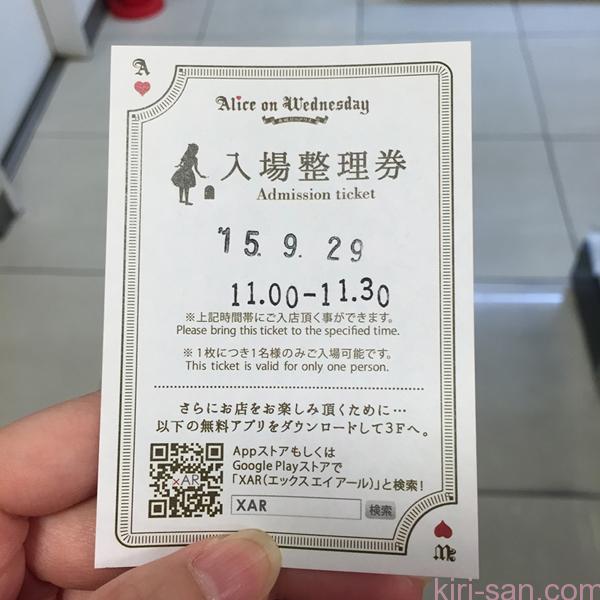 A
Alice on Wednesday
入場整理券
Admission ticket
'15. 9. 29
11.00-11.30
※上記時間帯にご入店頂く事ができます。
Please bring this ticket to the specified time.
※ 1枚につき1名様のみご入場可能です。
This ticket is valid for only one person.
さらにお店をお楽しみ頂くために…
以下の無料アプリをダウンロードして3Fへ。
Appストアもしくは
Google Playストアで
「XAR(エックス エイ アール)」と検索!
XAR
XAR 検索
W
kiri-san.com